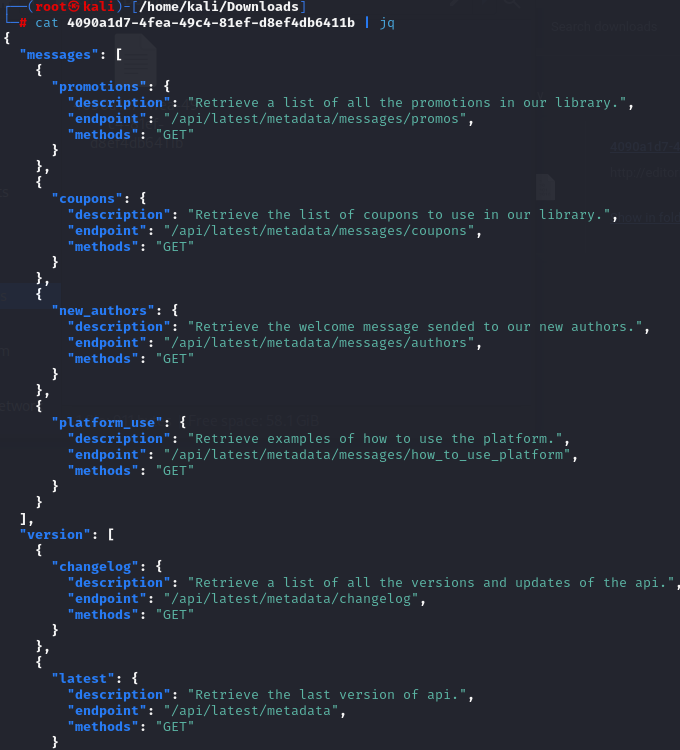 ┌──(root㉿kali)-[/home/kali/Downloads]
└─# cat 4090a1d7-4fea-49c4-81ef-d8ef4db6411b | jq
{
  "messages": [
    {
      "promotions": {
        "description": "Retrieve a list of all the promotions in our library.",
        "endpoint": "/api/latest/metadata/messages/promos",
        "methods": "GET"
      }
    },
    {
      "coupons": {
        "description": "Retrieve the list of coupons to use in our library.",
        "endpoint": "/api/latest/metadata/messages/coupons",
        "methods": "GET"
      }
    },
    {
      "new_authors": {
        "description": "Retrieve the welcome message sended to our new authors.",
        "endpoint": "/api/latest/metadata/messages/authors",
        "methods": "GET"
      }
    },
    {
      "platform_use": {
        "description": "Retrieve examples of how to use the platform.",
        "endpoint": "/api/latest/metadata/messages/how_to_use_platform",
        "methods": "GET"
      }
    }
  ],
  "version": [
    {
      "changelog": {
        "description": "Retrieve a list of all the versions and updates of the api.",
        "endpoint": "/api/latest/metadata/changelog",
        "methods": "GET"
      }
    },
    {
      "latest": {
        "description": "Retrieve the last version of api.",
        "endpoint": "/api/latest/metadata",
        "methods": "GET"
      }
Search downloads